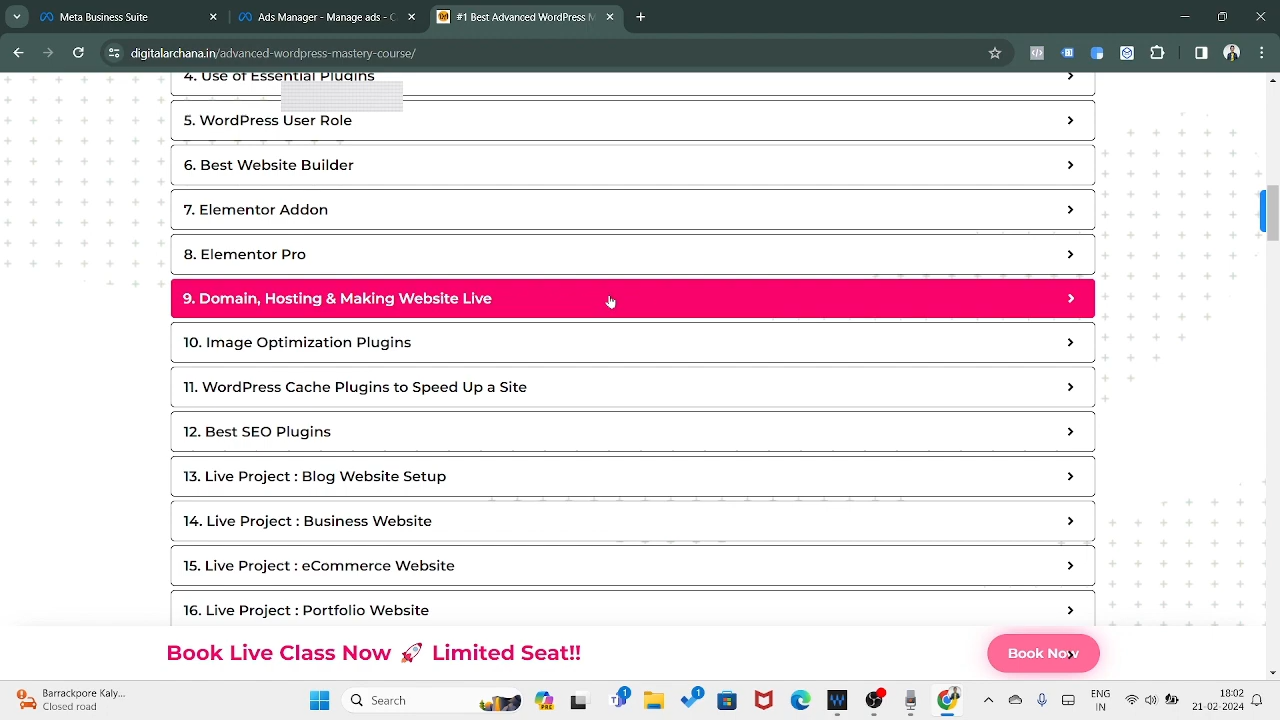 Meta Business Suite
Ads Manager - Manage ads - C
#1 Best Advanced WordPress M
digitalarchana.in/advanced-wordpress-mastery-course/
4. Use of Essential Plugins
5. WordPress User Role
6. Best Website Builder
7. Elementor Addon
8. Elementor Pro
9. Domain, Hosting & Making Website Live
10. Image Optimization Plugins
11. WordPress Cache Plugins to Speed Up a Site
12. Best SEO Plugins
13. Live Project : Blog Website Setup
14. Live Project : Business Website
15. Live Project : eCommerce Website
16. Live Project : Portfolio Website
Book Live Class Now 🚀 Limited Seat!!
Book Now
Barrackpore Kaly...
Closed road
Search
PRE
1
1
ENG
IN
18:02
21-02-2024